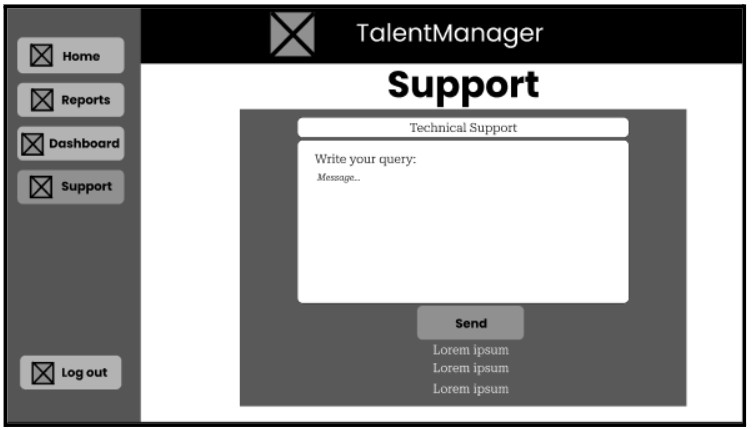 TalentManager
Home
Reports
Dashboard
Support
Log out
Support
Technical Support
Write your query:
Message...
Send
Lorem ipsum
Lorem ipsum
Lorem ipsum